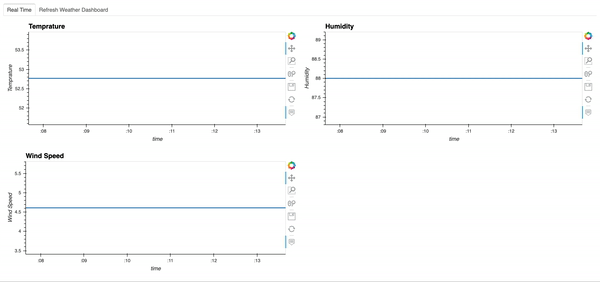 Real Time Refresh Weather Dashboard
Temprature
53.5
53
52.5
52
Temprature
:08 :09 :10 :11 :12 :13
time
Humidity
89
88.5
88
87.5
87
Humidity
:08 :09 :10 :11 :12 :13
time
Wind Speed
5.5
5
4.5
4
3.5
Wind Speed
:08 :09 :10 :11 :12 :13
time